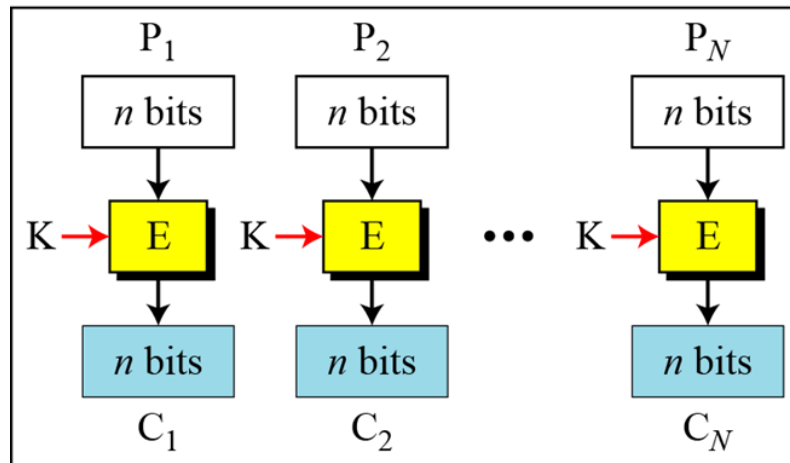 P1 P2 PN
n bits n bits n bits
K E K E ••• K E
n bits n bits n bits
C1 C2 CN